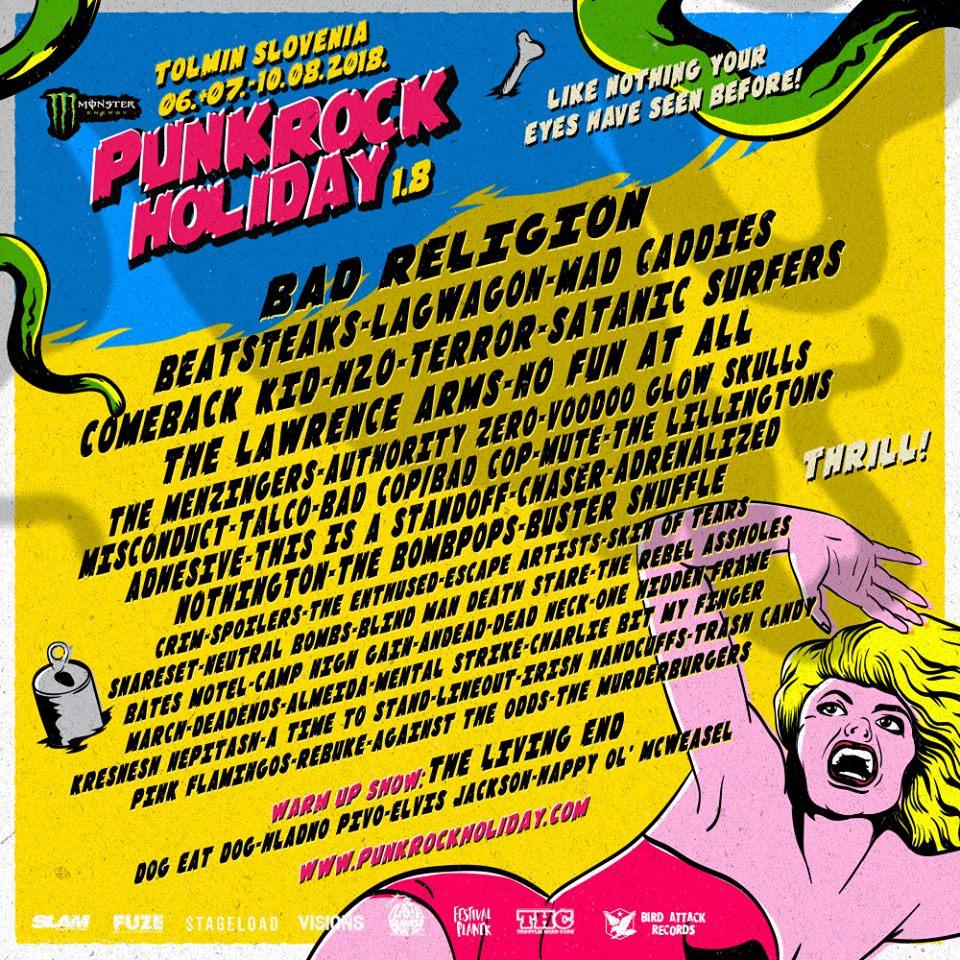 TOLMIN SLOVENIA
06.+07.-10.08.2018.
MONSTER
ENERGY
PUNKROCK
HOLIDAY 1.8
LIKE NOTHING YOUR
EYES HAVE SEEN BEFORE!
BAD RELIGION
BEATSTEAKS-LAGWAGON-MAD CADDIES
COMEBACK KID-H2O-TERROR-SATANIC SURFERS
THE LAWRENCE ARMS-NO FUN AT ALL
THE MENZINGERS-AUTHORITY ZERO-VOODOO GLOW SKULLS
MISCONDUCT-TALCO-BAD COP/BAD COP-MUTE-THE LILLINGTONS
ADHESIVE-THIS IS A STANDOFF-CHASER-ADRENALIZED
NOTHINGTON-THE BOMBPOPS-BUSTER SHUFFLE
THRILL!
CRIM-SPOILERS-THE ENTHUSED-ESCAPE ARTISTS-SKIN OF TEARS
SNARESET-NEUTRAL BOMBS-BLIND MAN DEATH STARE-THE REBEL ASSHOLES
BATES MOTEL-CAMP HIGH GAIN-ANDEAD-DEAD NECK-ONE HIDDEN FRAME
MARCH-DEADENDS-ALMEIDA-MENTAL STRIKE-CHARLIE BIT MY FINGER
KRESHESH NEPITASH-A TIME TO STAND-LINEOUT-IRISH HANDCUFFS-TRASH CANDY
PINK FLAMINGOS-REBUKE-AGAINST THE ODDS-THE MURDERBURGERS
WARM UP SHOW: THE LIVING END
DOG EAT DOG-HLADNO PIVO-ELVIS JACKSON-HAPPY OL' MCWEASEL
WWW.PUNKROCKHOLIDAY.COM
SLAM
FUZE
STAGELOAD
VISIONS
FESTIVAL
PLANEK
THC
BIRD ATTACK
RECORDS